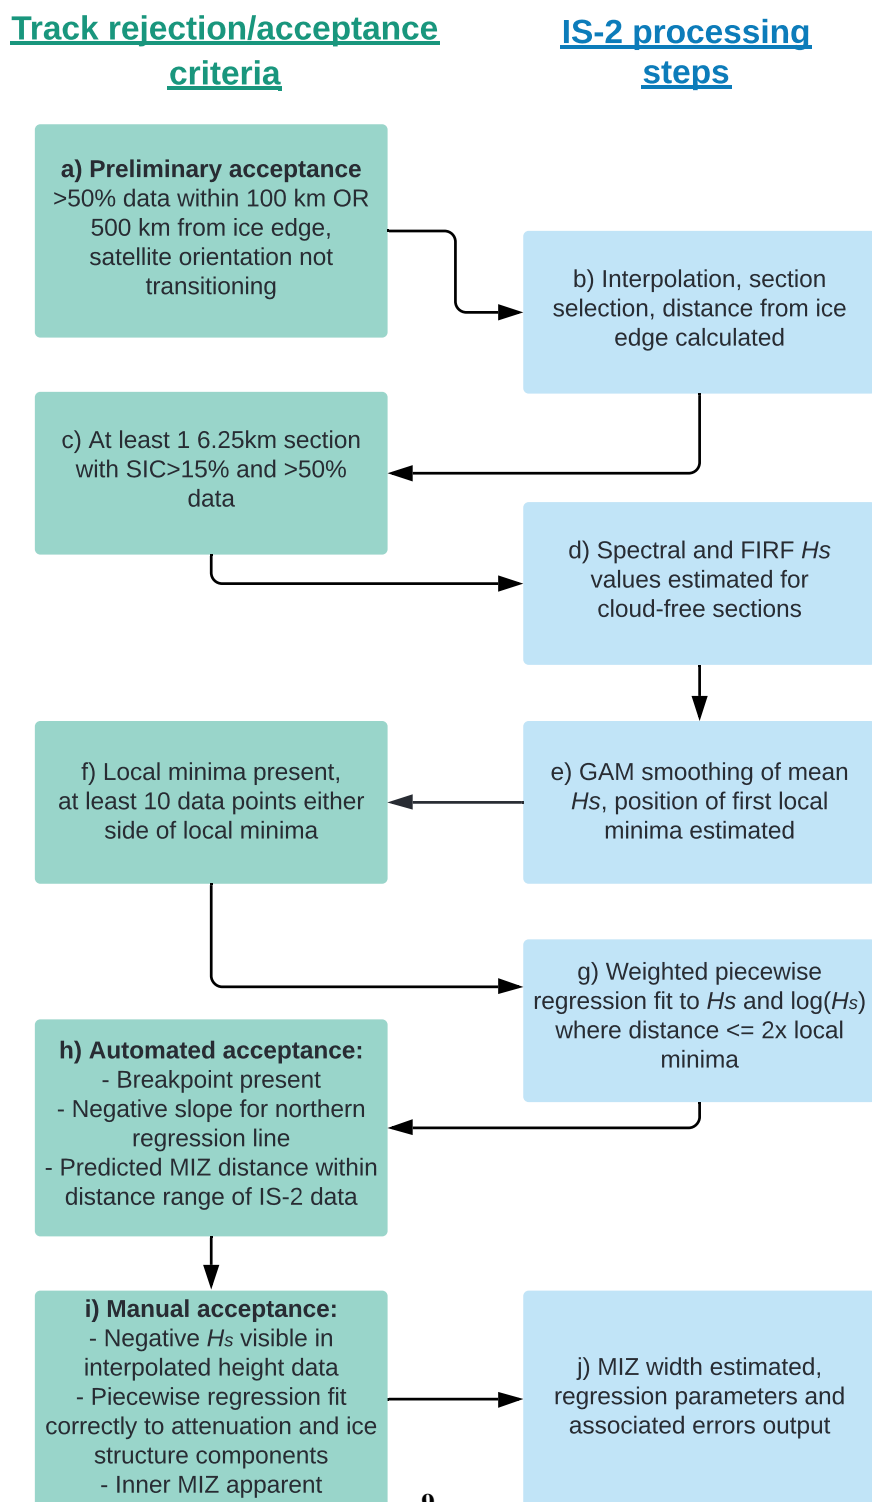 Track rejection/acceptance
criteria
IS-2 processing
steps
a) Preliminary acceptance
>50% data within 100 km OR
500 km from ice edge,
satellite orientation not
transitioning
b) Interpolation, section
selection, distance from ice
edge calculated
c) At least 1 6.25km section
with SIC>15% and >50%
data
d) Spectral and FIRF Hs
values estimated for
cloud-free sections
e) GAM smoothing of mean
Hs, position of first local
minima estimated
f) Local minima present,
at least 10 data points either
side of local minima
g) Weighted piecewise
regression fit to Hs and log(Hs)
where distance <= 2x local
minima
h) Automated acceptance:
- Breakpoint present
- Negative slope for northern
regression line
- Predicted MIZ distance within
distance range of IS-2 data
i) Manual acceptance:
- Negative Hs visible in
interpolated height data
- Piecewise regression fit
correctly to attenuation and ice
structure components
- Inner MIZ apparent
j) MIZ width estimated,
regression parameters and
associated errors output